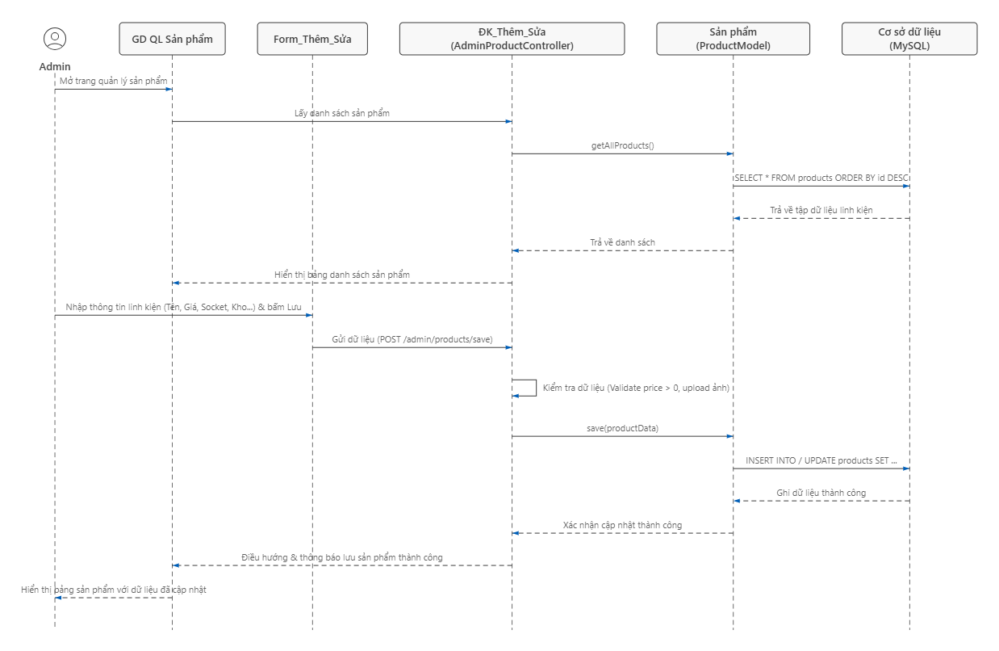 GD QL Sản phẩm
Form_Thêm_Sửa
ĐK_Thêm_Sửa
(AdminProductController)
Sản phẩm
(ProductModel)
Cơ sở dữ liệu
(MySQL)
Admin
Mở trang quản lý sản phẩm
Lấy danh sách sản phẩm
getAllProducts()
SELECT * FROM products ORDER BY id DESC
Trả về tập dữ liệu linh kiện
Trả về danh sách
Hiển thị bảng danh sách sản phẩm
Nhập thông tin linh kiện (Tên, Giá, Socket, Kho...) & bấm Lưu
Gửi dữ liệu (POST /admin/products/save)
Kiểm tra dữ liệu (Validate price > 0, upload ảnh)
save(productData)
INSERT INTO / UPDATE products SET ...
Ghi dữ liệu thành công
Xác nhận cập nhật thành công
Điều hướng & thông báo lưu sản phẩm thành công
Hiển thị bảng sản phẩm với dữ liệu đã cập nhật